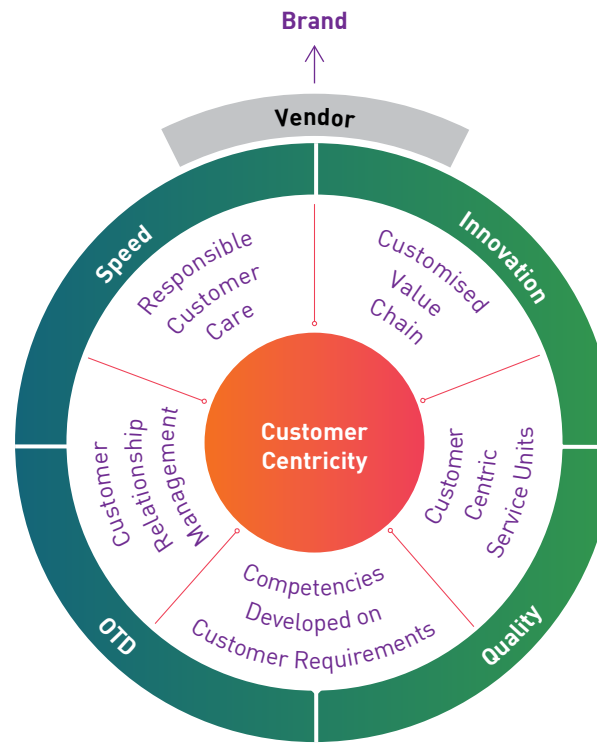 Brand
Vendor
Speed
Innovation
Responsible
Customer
Care
Customised
Value
Chain
Customer
Centricity
Customer
Relationship
Management
Customer
Centric
Service Units
Competencies
Developed on
Customer Requirements
OTD
Quality